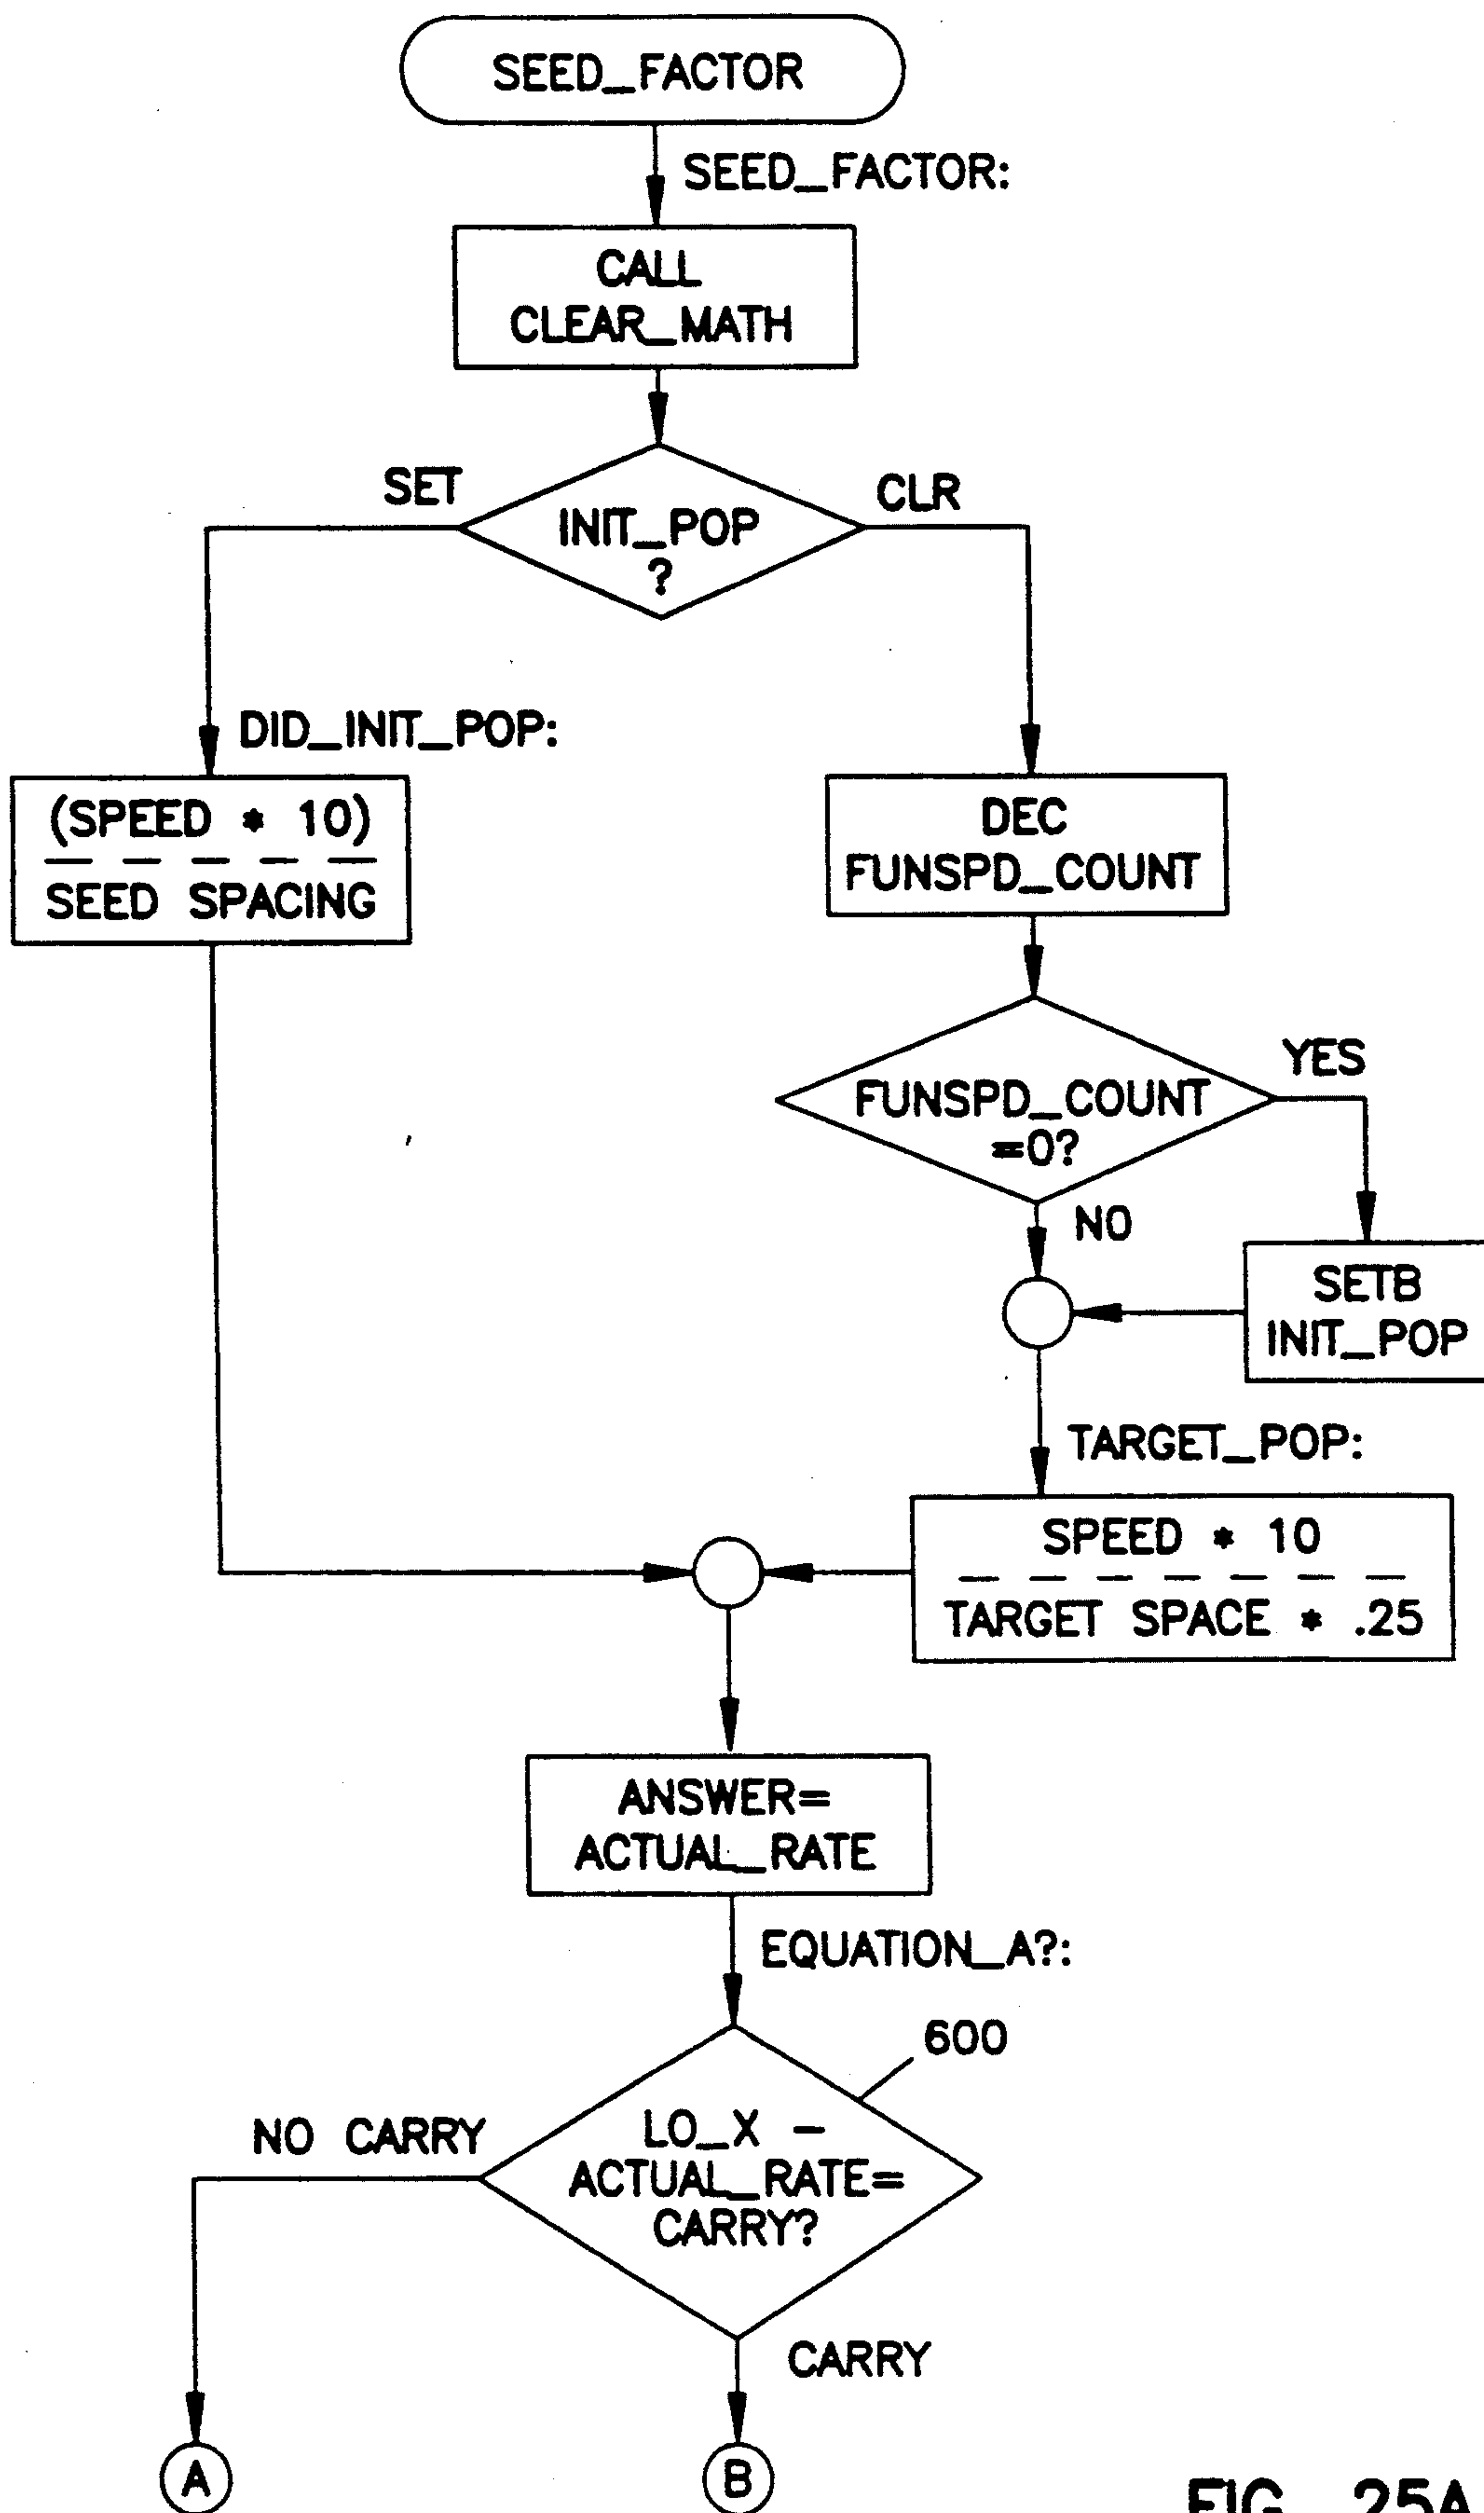 SEED_FACTOR
SEED_FACTOR:
CALL
CLEAR_MATH
SET
CLR
INIT_POP
?
DID_INIT_POP:
(SPEED * 10)
— — — — —
SEED SPACING
DEC
FUNSPD_COUNT
YES
FUNSPD_COUNT
=0?
NO
SETB
INIT_POP
TARGET_POP:
SPEED * 10
— — — — — — —
TARGET SPACE * .25
ANSWER=
ACTUAL_RATE
EQUATION_A?:
600
NO CARRY
LO_X –
ACTUAL_RATE=
CARRY?
CARRY
A
B
FIG. 25A